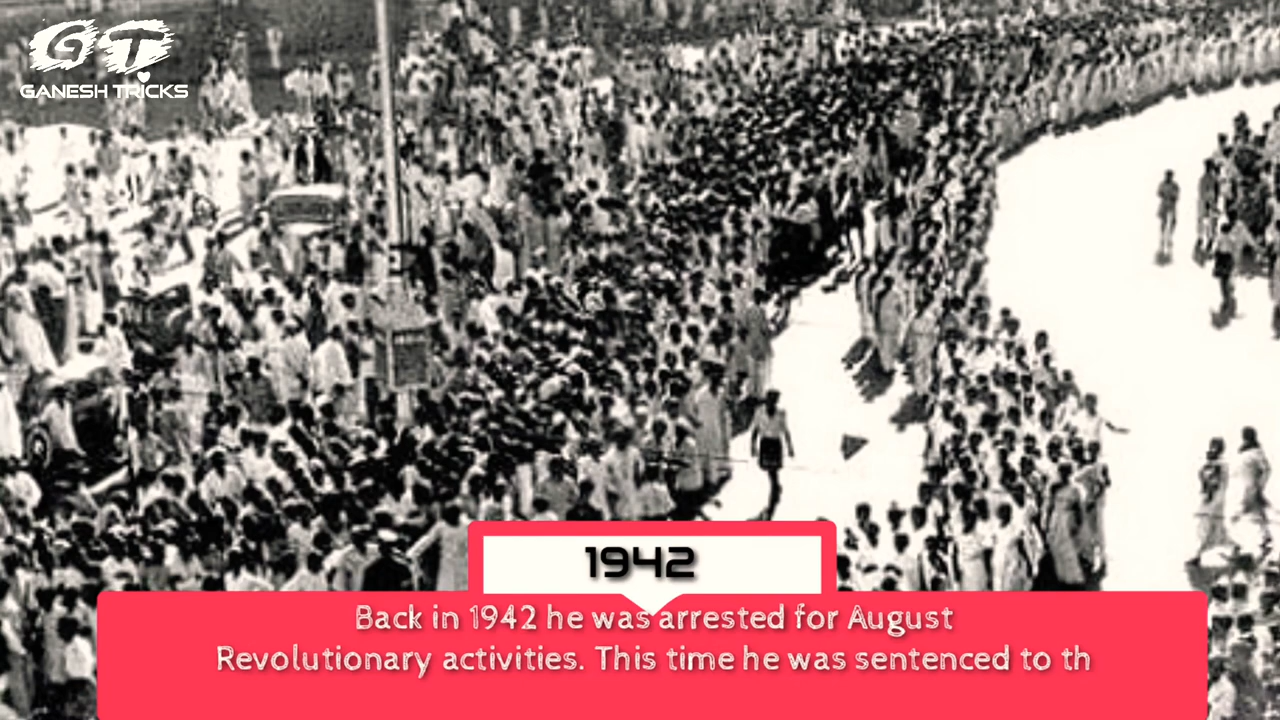 GT
GANESH TRICKS
1942
Back in 1942 he was arrested for August
Revolutionary activities. This time he was sentenced to th